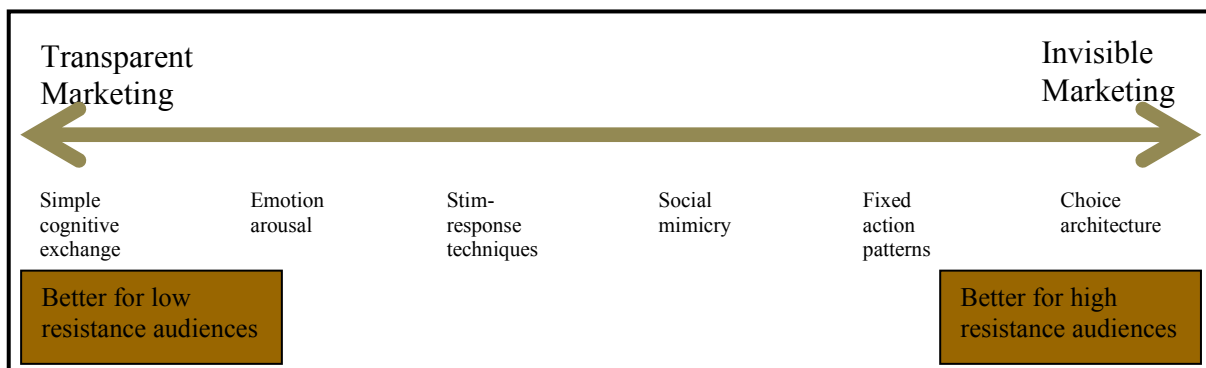 Transparent
Marketing
Invisible
Marketing
Simple
cognitive
exchange
Emotion
arousal
Stim-
response
techniques
Social
mimicry
Fixed
action
patterns
Choice
architecture
Better for low
resistance audiences
Better for high
resistance audiences